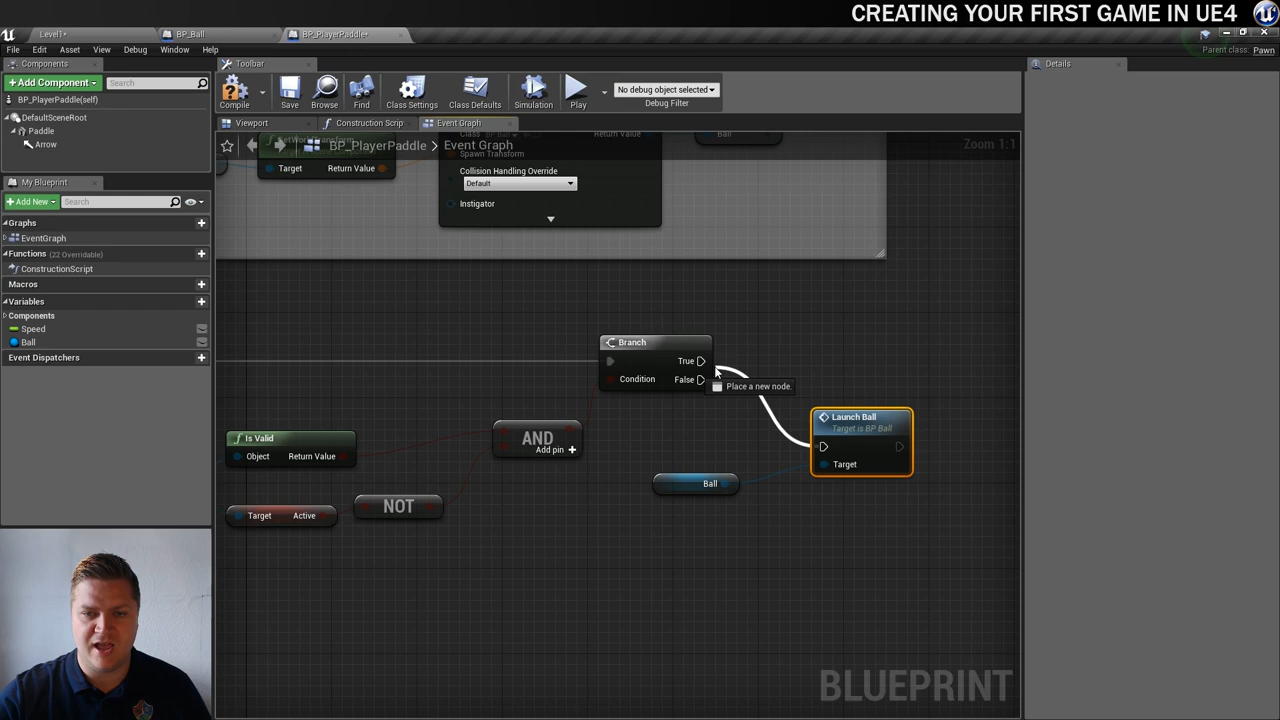 CREATING YOUR FIRST GAME IN UE4
Level1*
BP_Ball
BP_PlayerPaddle*
File Edit Asset View Debug Window Help
Parent class: Pawn
Components
Toolbar
Details
+Add Component
Search
BP_PlayerPaddle(self)
DefaultSceneRoot
Paddle
Arrow
Compile
Save
Browse
Find
Class Settings
Class Defaults
Simulation
Play
No debug object selected
Debug Filter
Viewport
Construction Scrip
Event Graph
BP_PlayerPaddle > Event Graph
Zoom 1:1
My Blueprint
+Add New
Search
Graphs
EventGraph
Functions (22 Overridable)
ConstructionScript
Macros
Variables
Components
Speed
Ball
Event Dispatchers
Target Return Value
Return Value
Spawn Transform
Collision Handling Override
Default
Instigator
Ball
Branch
True
Condition False
Place a new node.
Launch Ball
Target is BP Ball
Target
Is Valid
Object Return Value
AND
Add pin +
Ball
Target Active
NOT
BLUEPRINT